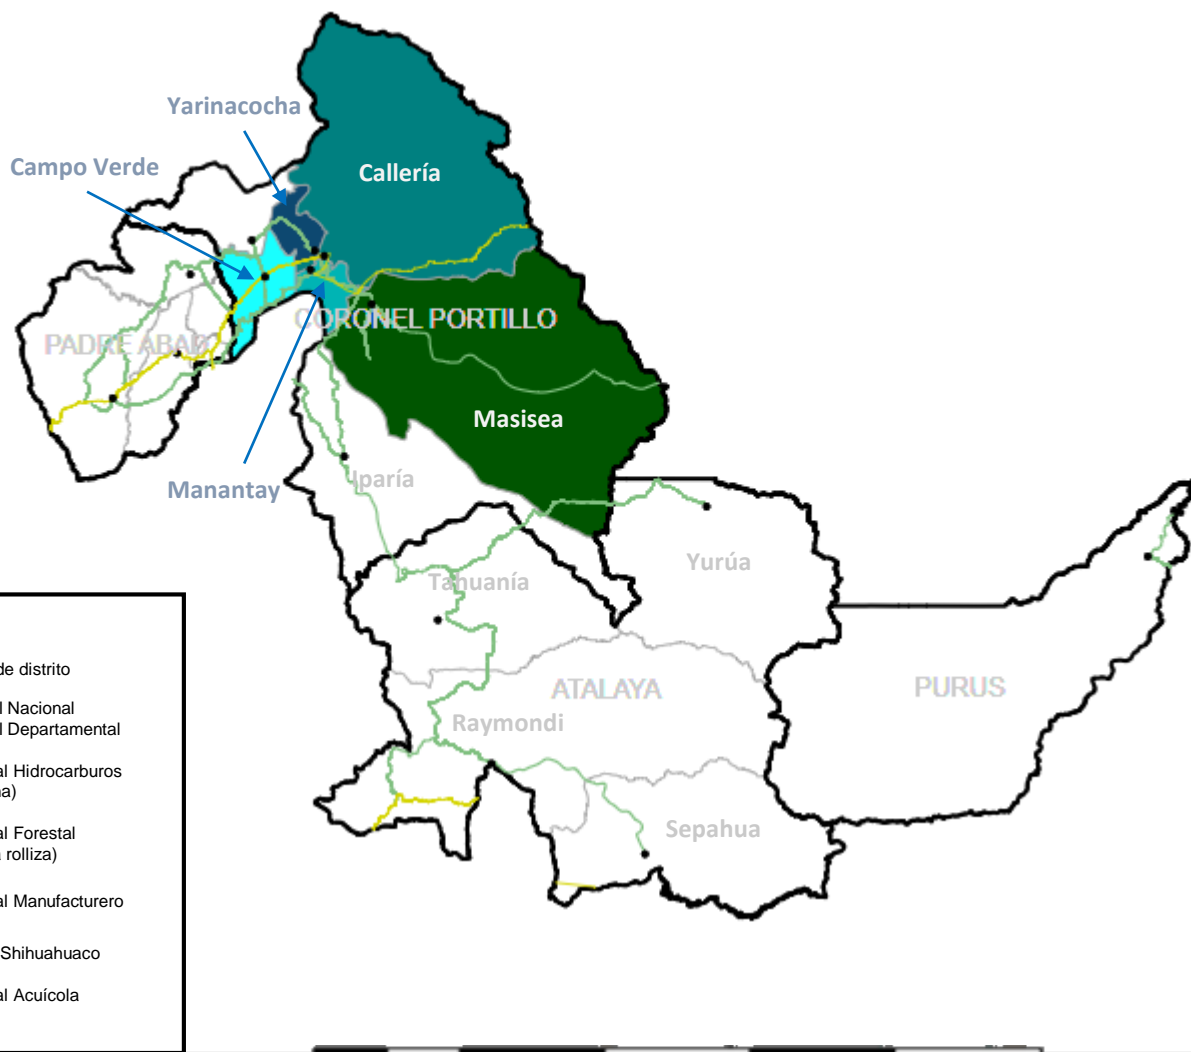 Yarinacocha
Campo Verde
Callería
CORONEL PORTILLO
PADRE ABAD
Masisea
Manantay
Iparía
Yurúa
Tahuanía
ATALAYA
PURUS
Raymondi
Sepahua
de distrito
l Nacional
l Departamental
al Hidrocarburos
na)
al Forestal
a rolliza)
al Manufacturero
Shihuahuaco
al Acuícola